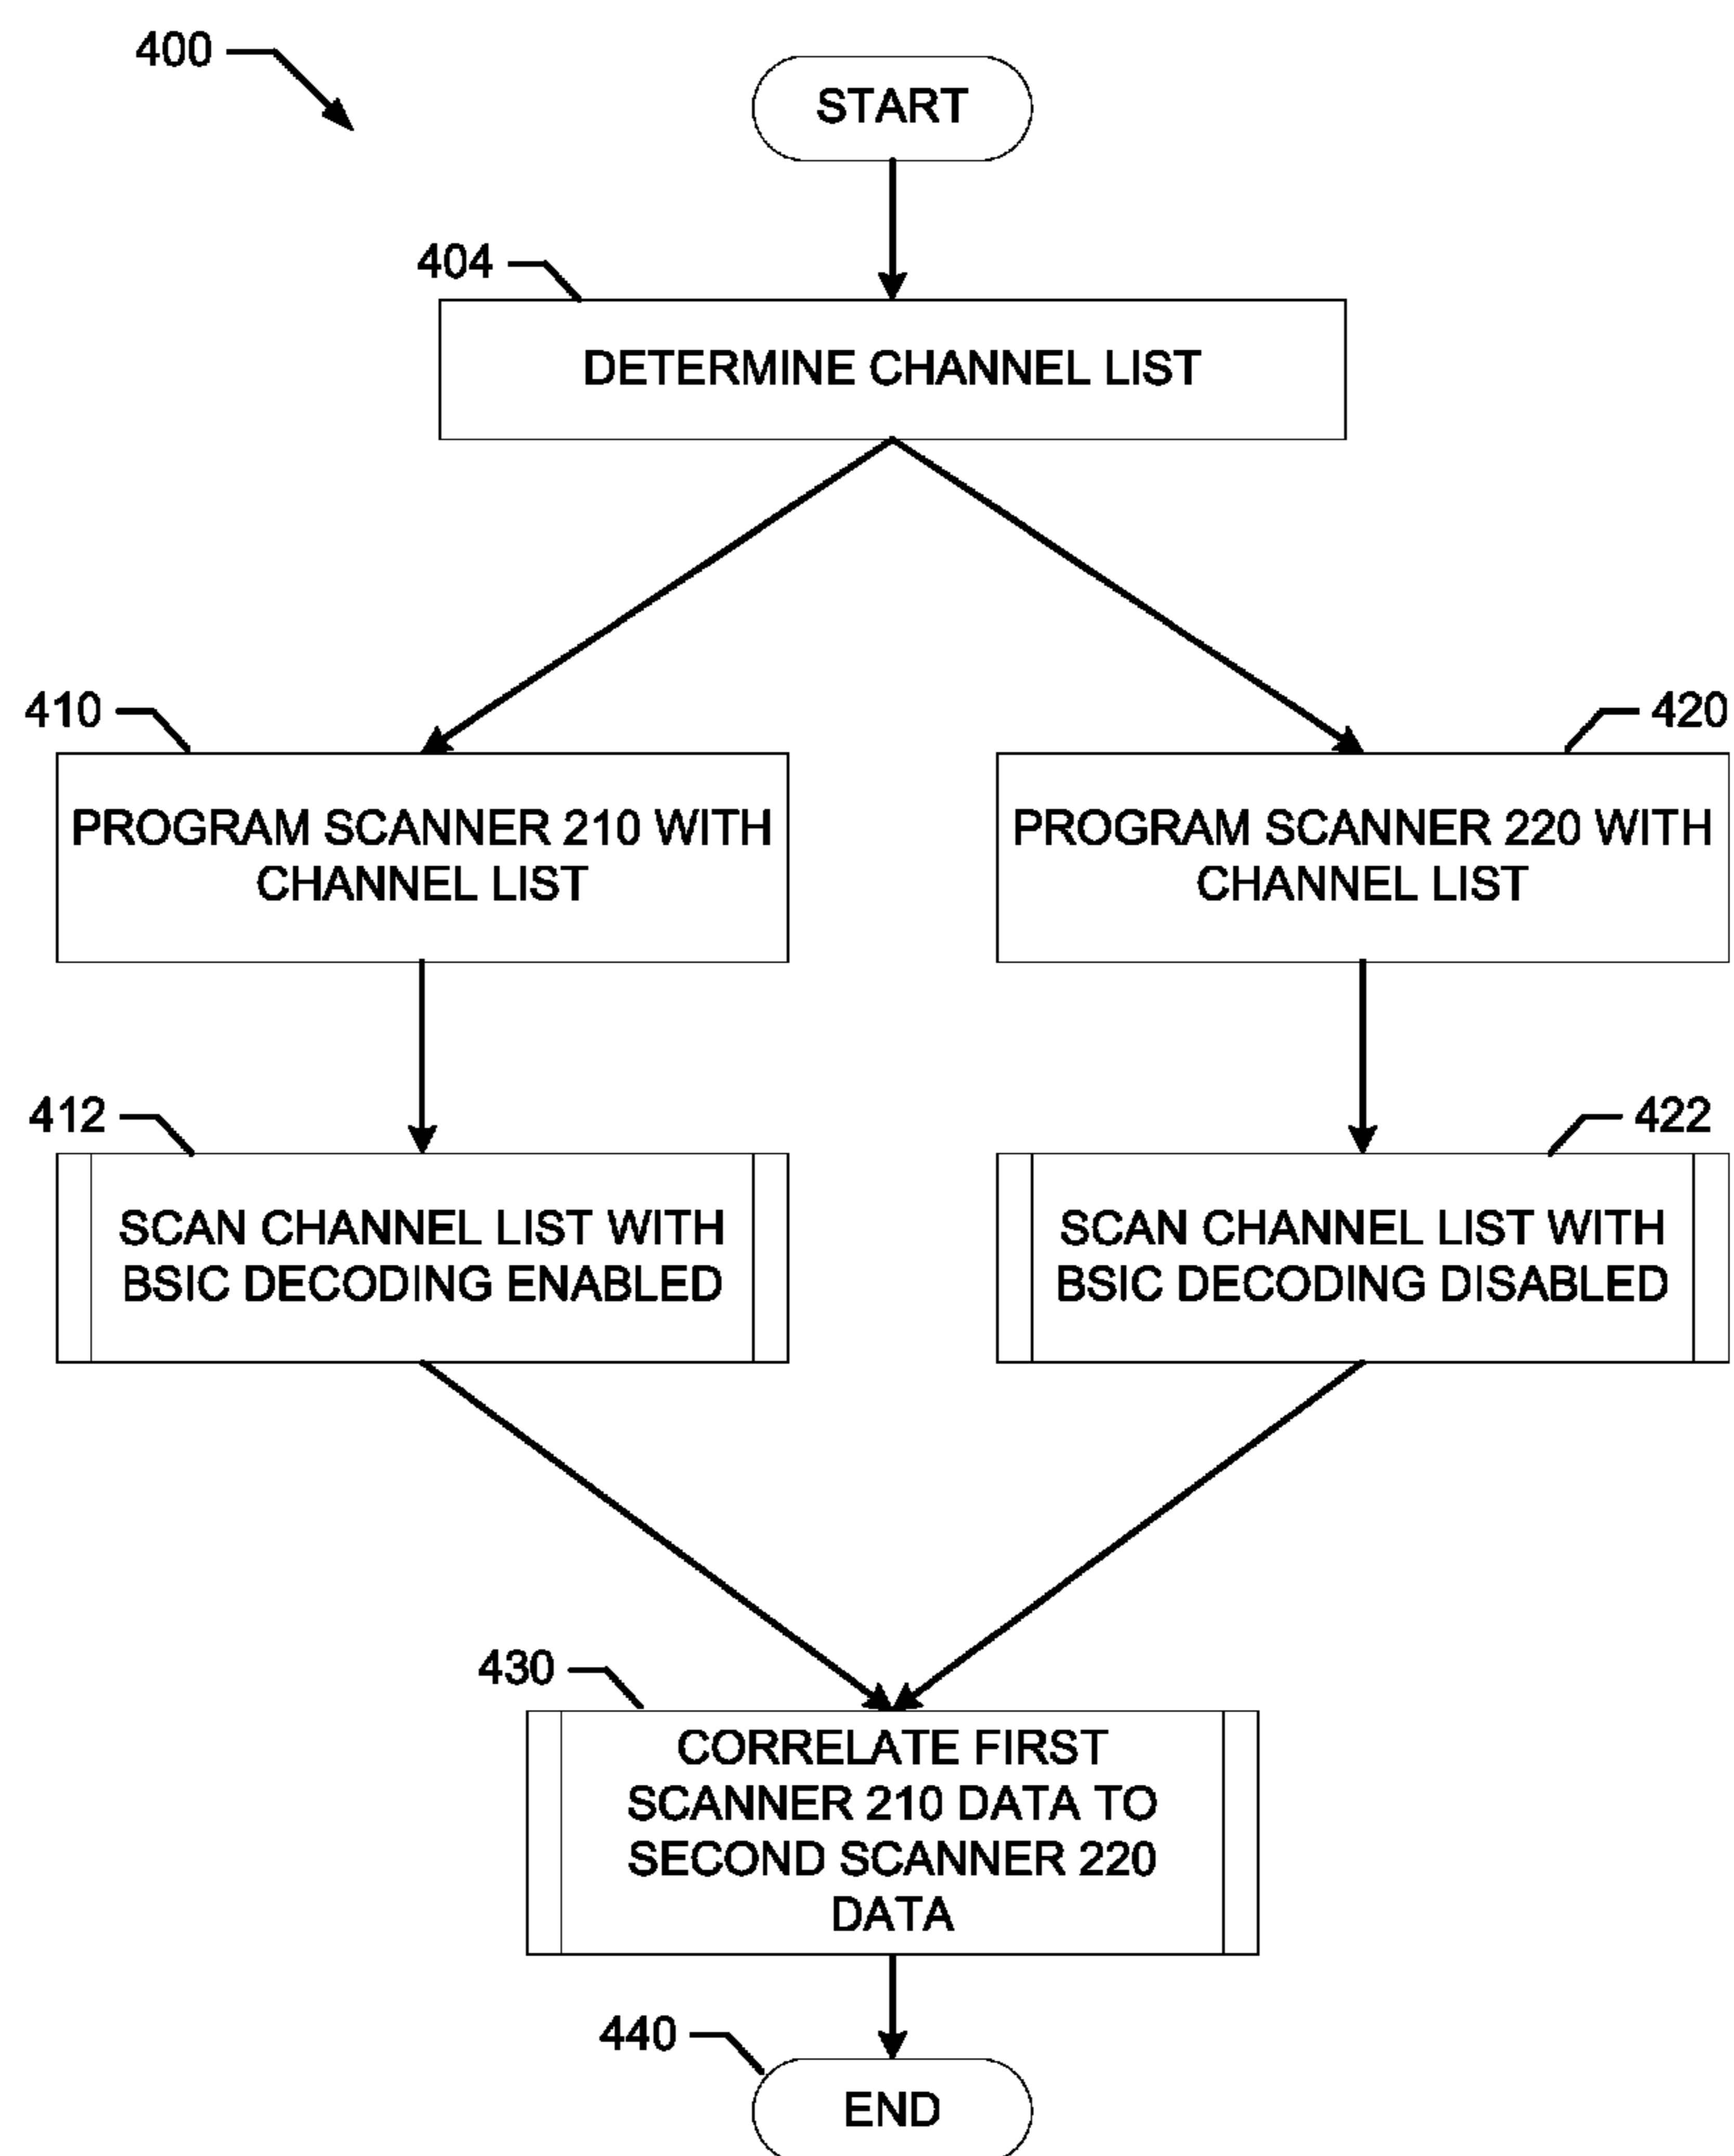 400
START
404
DETERMINE CHANNEL LIST
410
420
PROGRAM SCANNER 210 WITH
CHANNEL LIST
PROGRAM SCANNER 220 WITH
CHANNEL LIST
412
422
SCAN CHANNEL LIST WITH
BSIC DECODING ENABLED
SCAN CHANNEL LIST WITH
BSIC DECODING DISABLED
430
CORRELATE FIRST
SCANNER 210 DATA TO
SECOND SCANNER 220
DATA
440
END